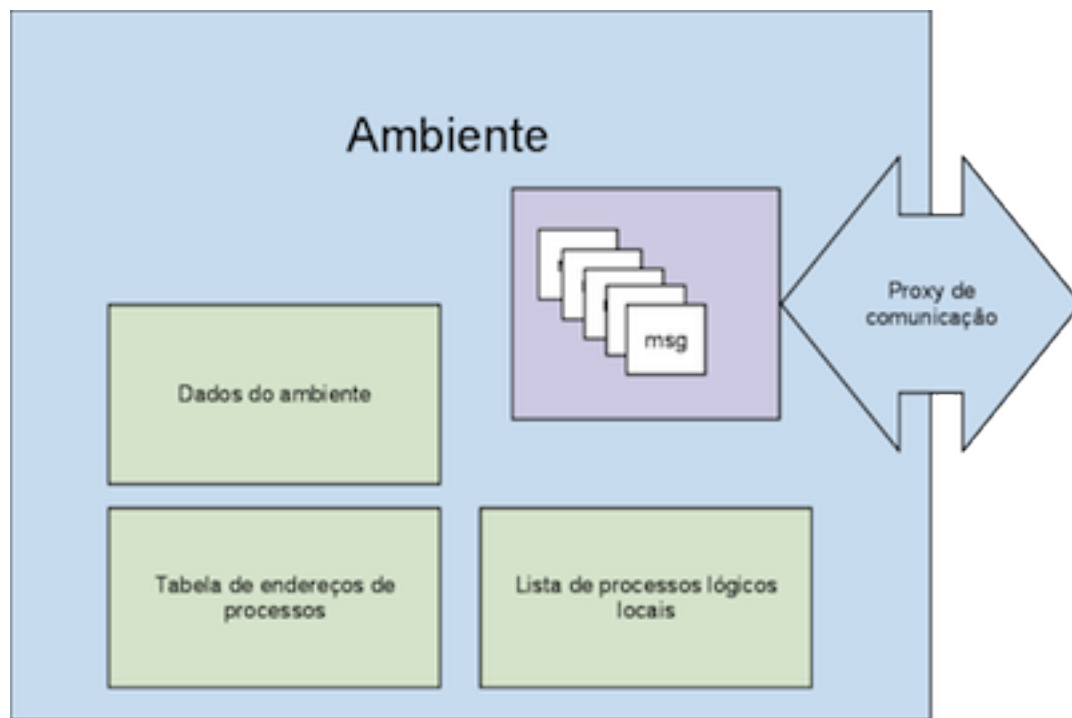 Ambiente
msg
Proxy de
comunicação
Dados do ambiente
Tabela de endereços de
processos
Lista de processos lógicos
locais